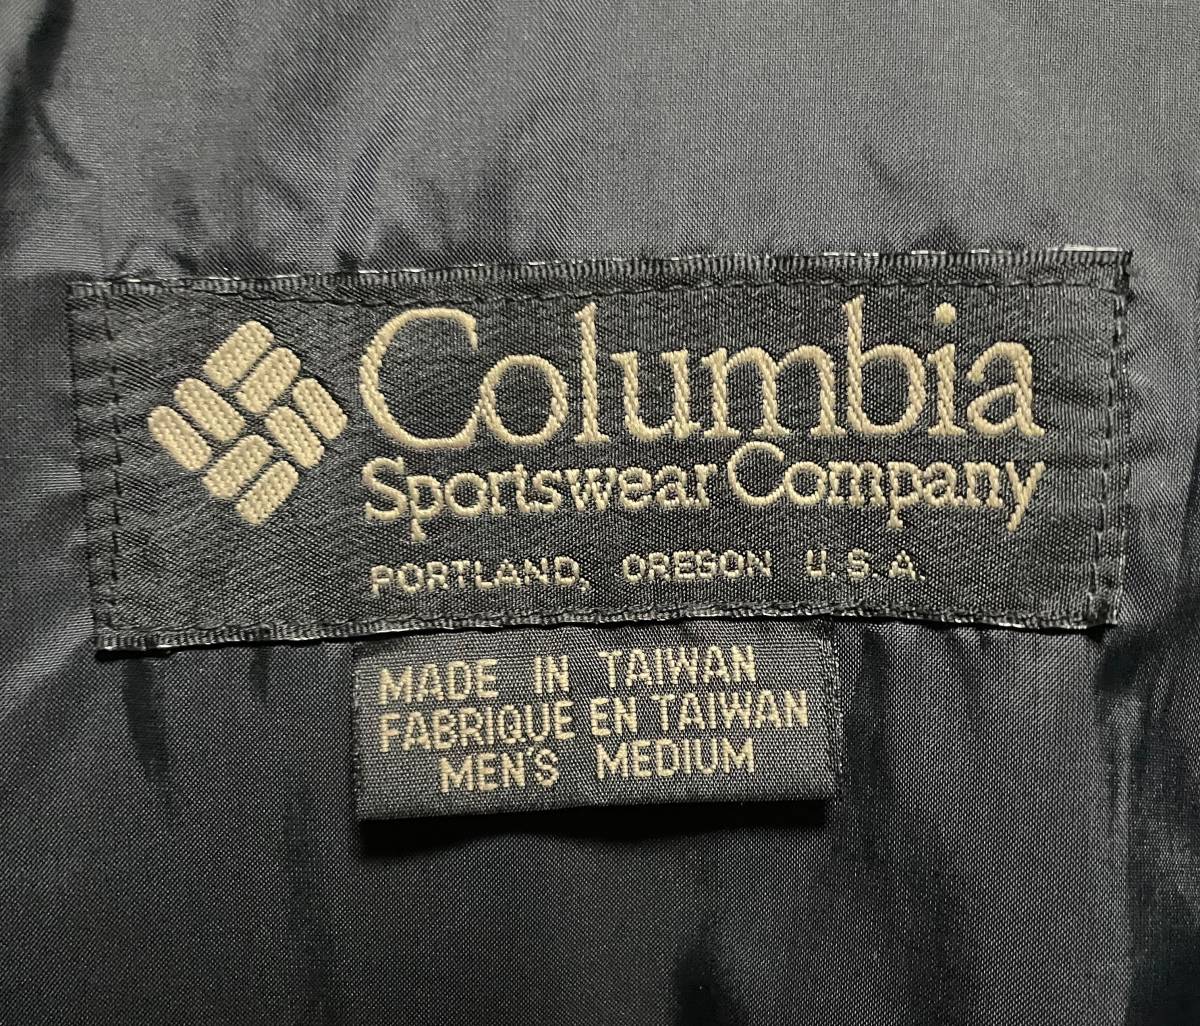 Columbia
Sportswear Company
PORTLAND, OREGON U.S.A.
MADE IN TAIWAN
FABRIQUE EN TAIWAN
MEN'S MEDIUM